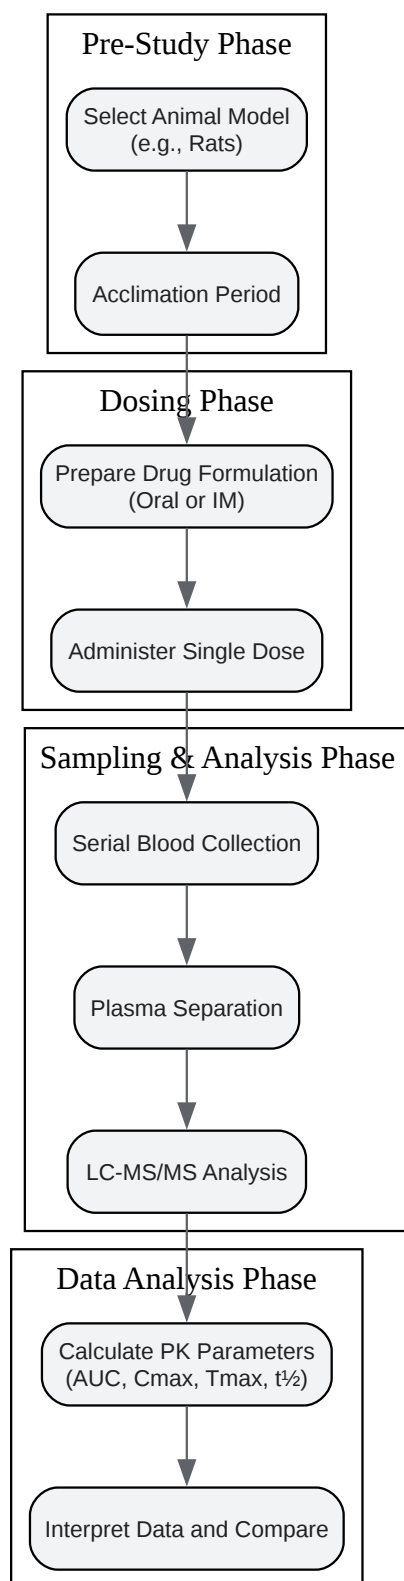 Pre-Study Phase
Select Animal Model
(e.g., Rats)
Acclimation Period
Dosing Phase
Prepare Drug Formulation
(Oral or IM)
Administer Single Dose
Sampling & Analysis Phase
Serial Blood Collection
Plasma Separation
LC-MS/MS Analysis
Data Analysis Phase
Calculate PK Parameters
(AUC, Cmax, Tmax, t½)
Interpret Data and Compare